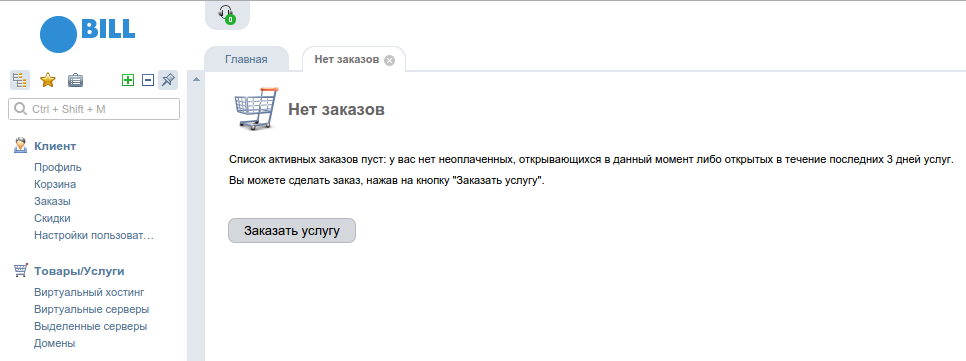 BILL
0
Главная
Нет заказов
Ctrl + Shift + M
Нет заказов
Клиент
Профиль
Корзина
Заказы
Скидки
Настройки пользоват…
Товары/Услуги
Виртуальный хостинг
Виртуальные серверы
Выделенные серверы
Домены
Список активных заказов пуст: у вас нет неоплаченных, открывающихся в данный момент либо открытых в течение последних 3 дней услуг.
Вы можете сделать заказ, нажав на кнопку "Заказать услугу".
Заказать услугу